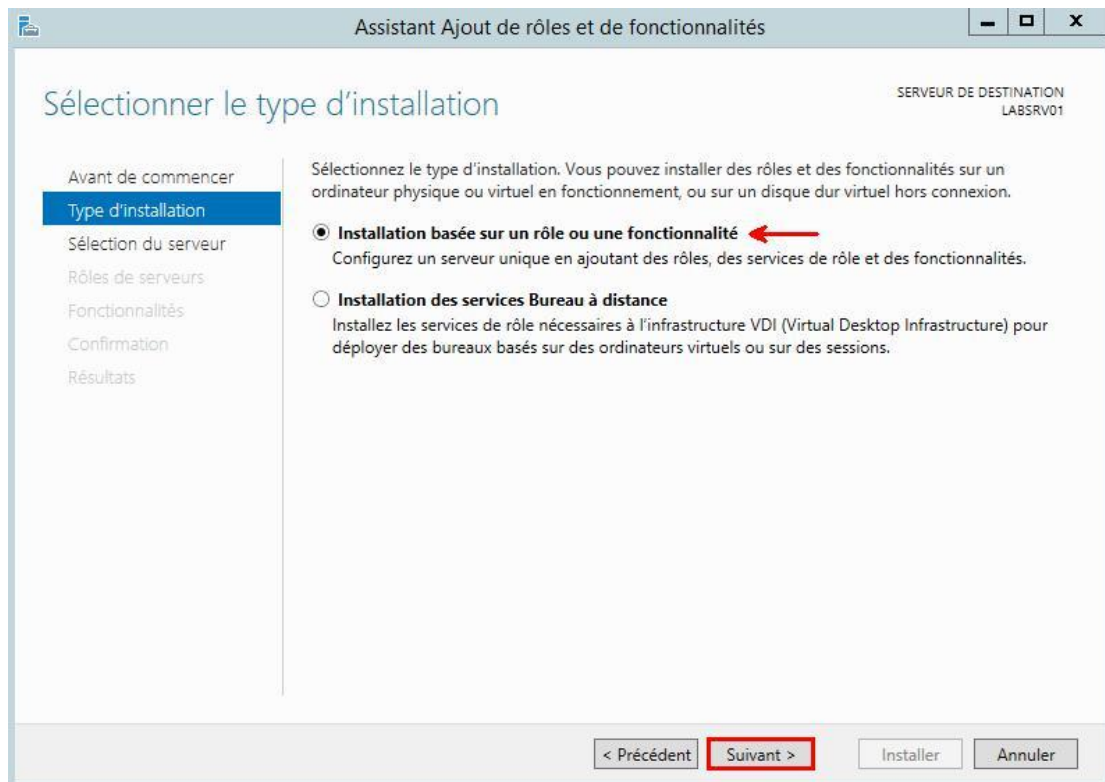 Assistant Ajout de rôles et de fonctionnalités
Sélectionner le type d'installation
SERVEUR DE DESTINATION
LABSRV01
Avant de commencer
Type d'installation
Sélection du serveur
Rôles de serveurs
Fonctionnalités
Confirmation
Résultats
Sélectionnez le type d'installation. Vous pouvez installer des rôles et des fonctionnalités sur un
ordinateur physique ou virtuel en fonctionnement, ou sur un disque dur virtuel hors connexion.
Installation basée sur un rôle ou une fonctionnalité
Configurez un serveur unique en ajoutant des rôles, des services de rôle et des fonctionnalités.
Installation des services Bureau à distance
Installez les services de rôle nécessaires à l'infrastructure VDI (Virtual Desktop Infrastructure) pour
déployer des bureaux basés sur des ordinateurs virtuels ou sur des sessions.
< Précédent Suivant > Installer Annuler